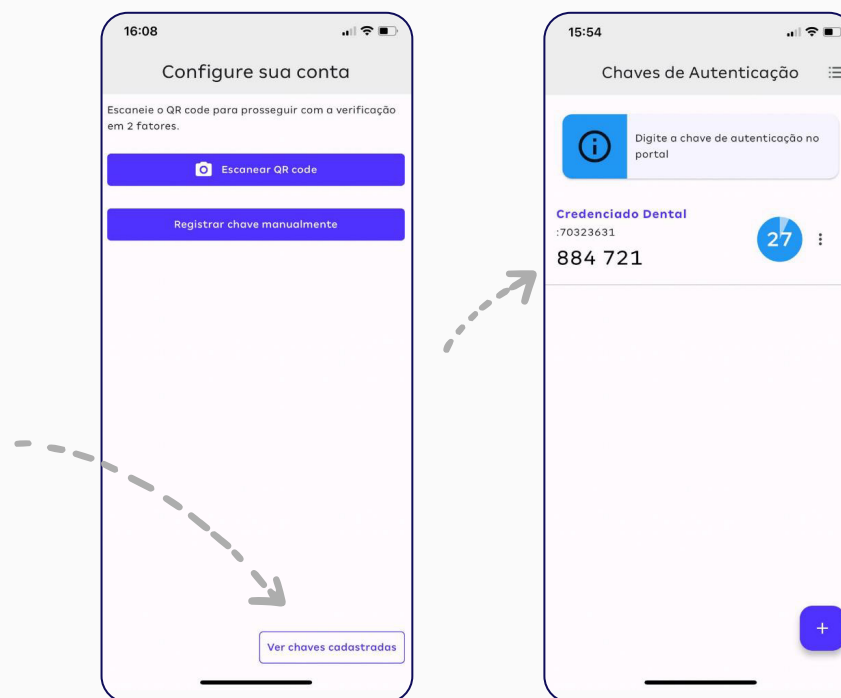 16:08
Configure sua conta
Escaneie o QR code para prosseguir com a verificação
em 2 fatores.
Escanear QR code
Registrar chave manualmente
Ver chaves cadastradas
15:54
Chaves de Autenticação
Digite a chave de autenticação no
portal
Credenciado Dental
:70323631
884 721
27
+